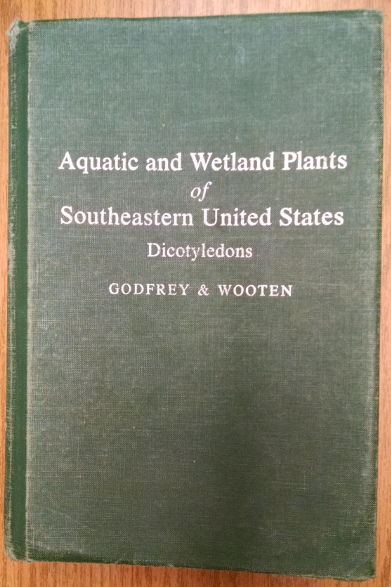 Aquatic and Wetland Plants
of
Southeastern United States
Dicotyledons
GODFREY & WOOTEN